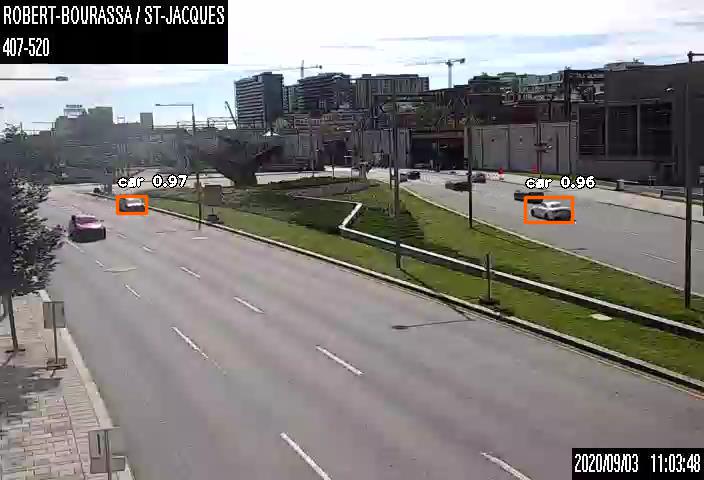 ROBERT-BOURASSA / ST-JACQUES
407-520
car 0.97
car 0.96
2020/09/03 11:03:48